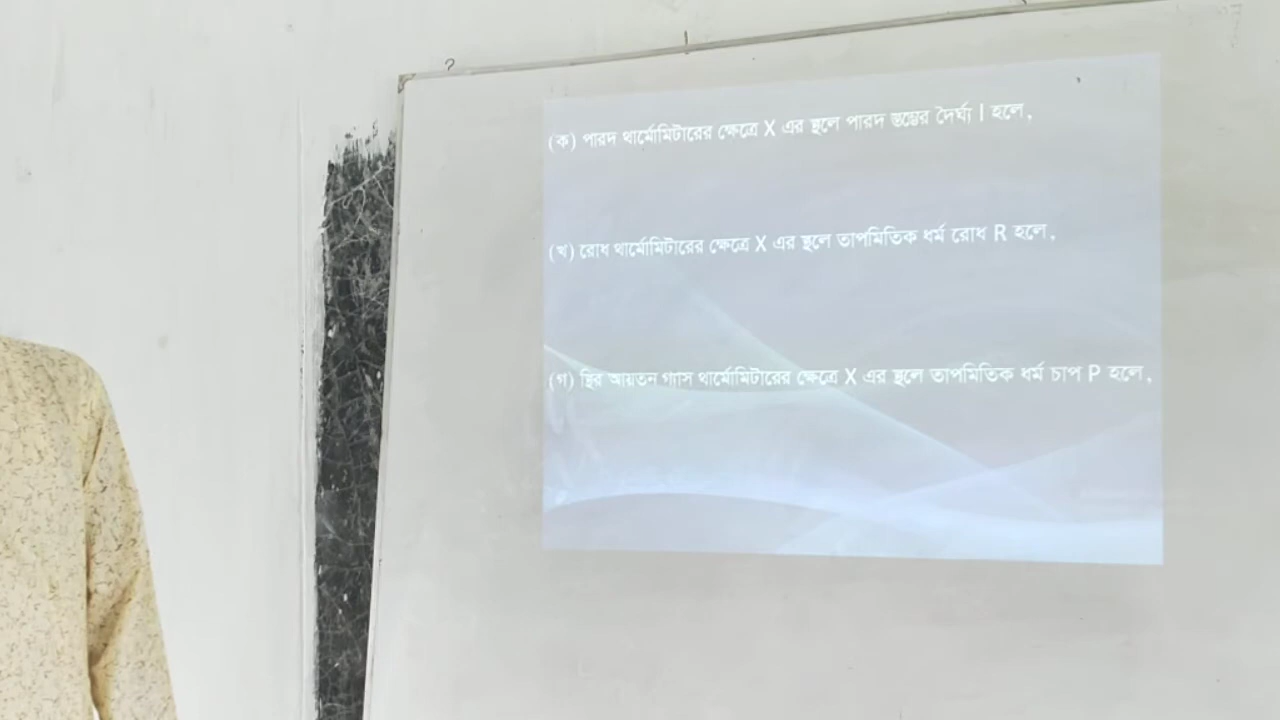 (ক) পারদ থার্মোমিটারের ক্ষেত্রে X এর স্থলে পারদ স্তম্ভের দৈর্ঘ্য l হলে,
(খ) রোধ থার্মোমিটারের ক্ষেত্রে X এর স্থলে তাপমিতিক ধর্ম রোধ R হলে,
(গ) স্থির আয়তন গ্যাস থার্মোমিটারের ক্ষেত্রে X এর স্থলে তাপমিতিক ধর্ম চাপ P হলে,